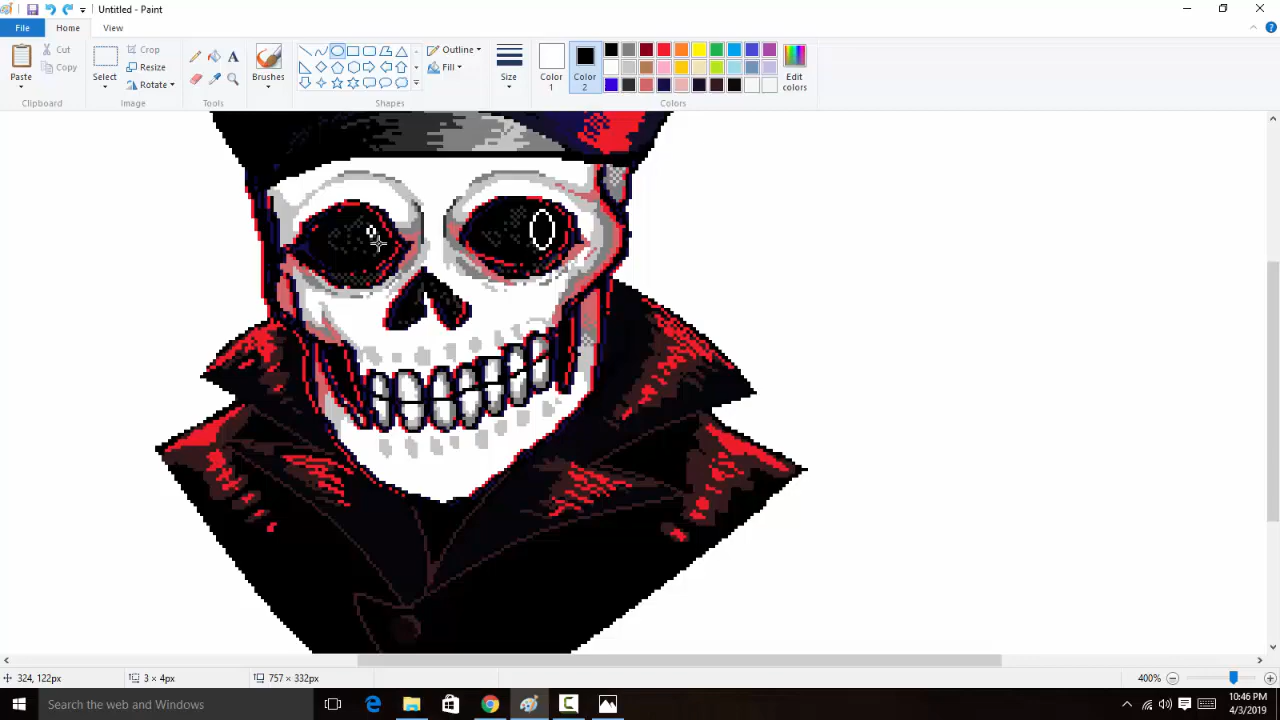 Untitled - Paint
File
Home
View
Paste
Cut
Copy
Clipboard
Select
Crop
Resize
Rotate
Image
A
Tools
Brushes
Shapes
Outline
Fill
Size
Color
1
Color
2
Edit
colors
Colors
324, 122px
3 × 4px
757 × 332px
400%
Search the web and Windows
10:46 PM
4/3/2019